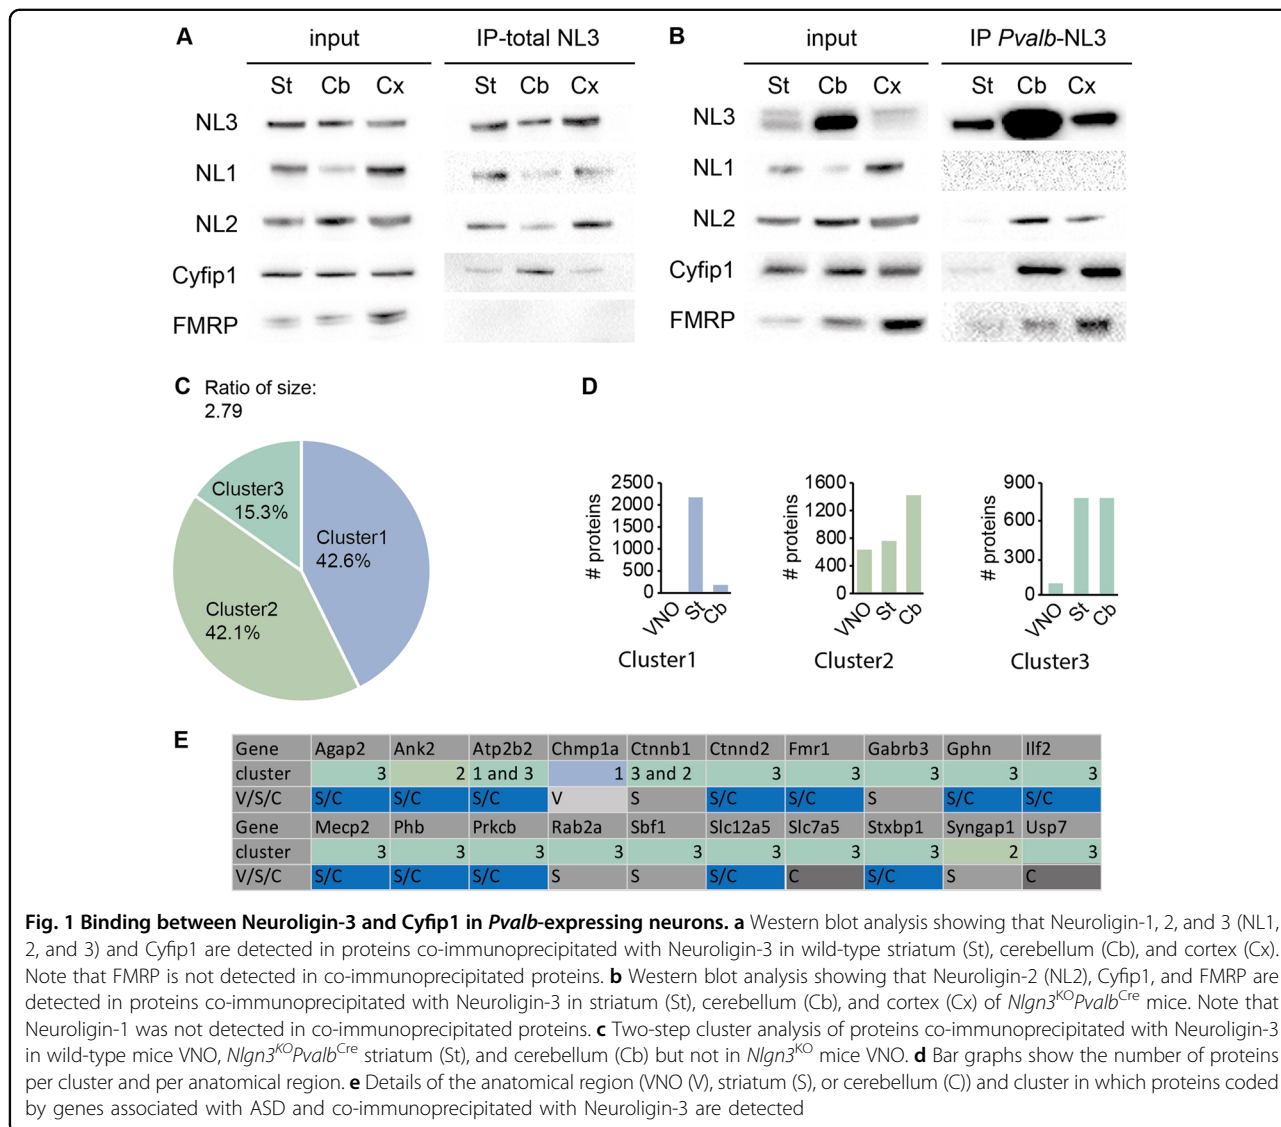 A
input
IP-total NL3
St Cb Cx
St Cb Cx
NL3
NL1
NL2
Cyfip1
FMRP
B
input
IP Pvalb-NL3
St Cb Cx
St Cb Cx
NL3
NL1
NL2
Cyfip1
FMRP
C
Ratio of size:
2.79
Cluster3
15.3%
Cluster1
42.6%
Cluster2
42.1%
D
# proteins
2500
2000
1500
1000
500
0
VNO St Cb
Cluster1
# proteins
1600
1200
800
400
0
VNO St Cb
Cluster2
# proteins
900
600
300
0
VNO St Cb
Cluster3
E
Gene Agap2 Ank2 Atp2b2 Chmp1a Ctnnb1 Ctnnd2 Fmr1 Gabrb3 Gphn Ilf2
cluster 3 2 1 and 3 1 3 and 2 3 3 3 3 3
V/S/C S/C S/C S/C V S S/C S/C S S/C S/C
Gene Mecp2 Phb Prkcb Rab2a Sbf1 Slc12a5 Slc7a5 Stxbp1 Syngap1 Usp7
cluster 3 3 3 3 3 3 3 3 2 3
V/S/C S/C S/C S/C S S S/C C S/C S C
Fig. 1 Binding between Neuroligin-3 and Cyfip1 in Pvalb-expressing neurons. a Western blot analysis showing that Neuroligin-1, 2, and 3 (NL1,
2, and 3) and Cyfip1 are detected in proteins co-immunoprecipitated with Neuroligin-3 in wild-type striatum (St), cerebellum (Cb), and cortex (Cx).
Note that FMRP is not detected in co-immunoprecipitated proteins. b Western blot analysis showing that Neuroligin-2 (NL2), Cyfip1, and FMRP are
detected in proteins co-immunoprecipitated with Neuroligin-3 in striatum (St), cerebellum (Cb), and cortex (Cx) of Nlgn3KOPvalbCre mice. Note that
Neuroligin-1 was not detected in co-immunoprecipitated proteins. c Two-step cluster analysis of proteins co-immunoprecipitated with Neuroligin-3
in wild-type mice VNO, Nlgn3KOPvalbCre striatum (St), and cerebellum (Cb) but not in Nlgn3KO mice VNO. d Bar graphs show the number of proteins
per cluster and per anatomical region. e Details of the anatomical region (VNO (V), striatum (S), or cerebellum (C)) and cluster in which proteins coded
by genes associated with ASD and co-immunoprecipitated with Neuroligin-3 are detected